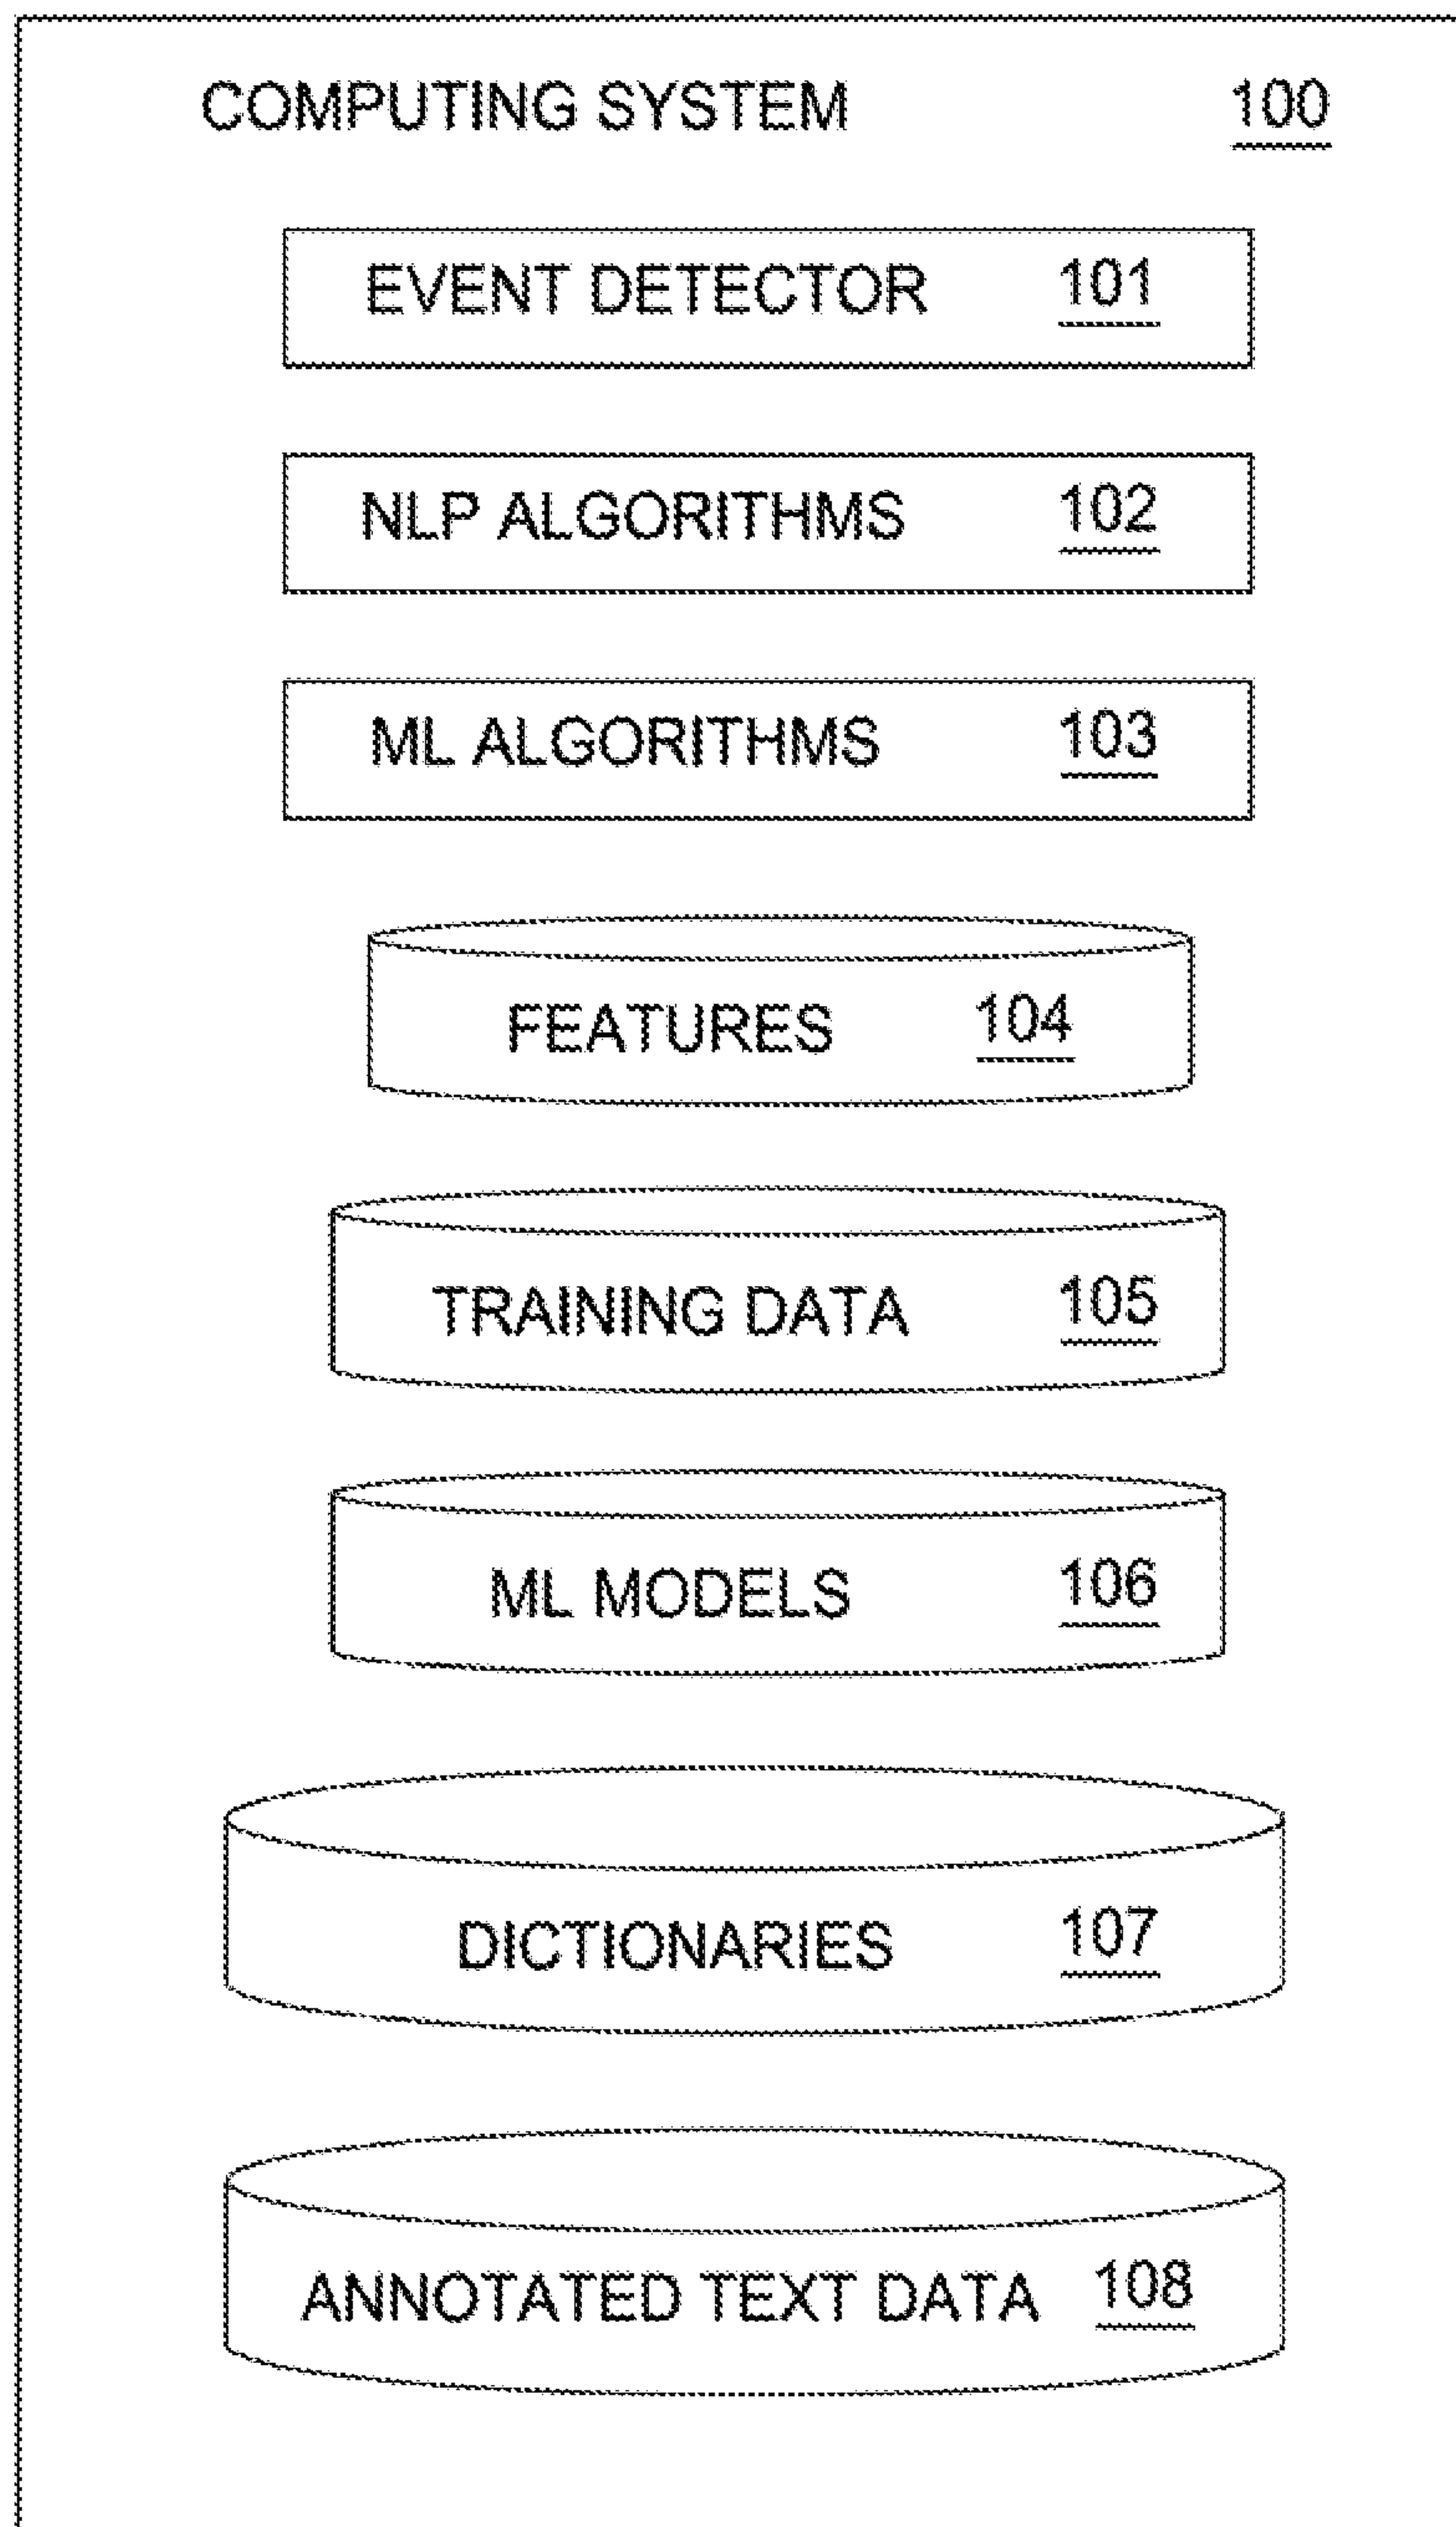 COMPUTING SYSTEM 100
EVENT DETECTOR 101
NLP ALGORITHMS 102
ML ALGORITHMS 103
FEATURES 104
TRAINING DATA 105
ML MODELS 106
DICTIONARIES 107
ANNOTATED TEXT DATA 108